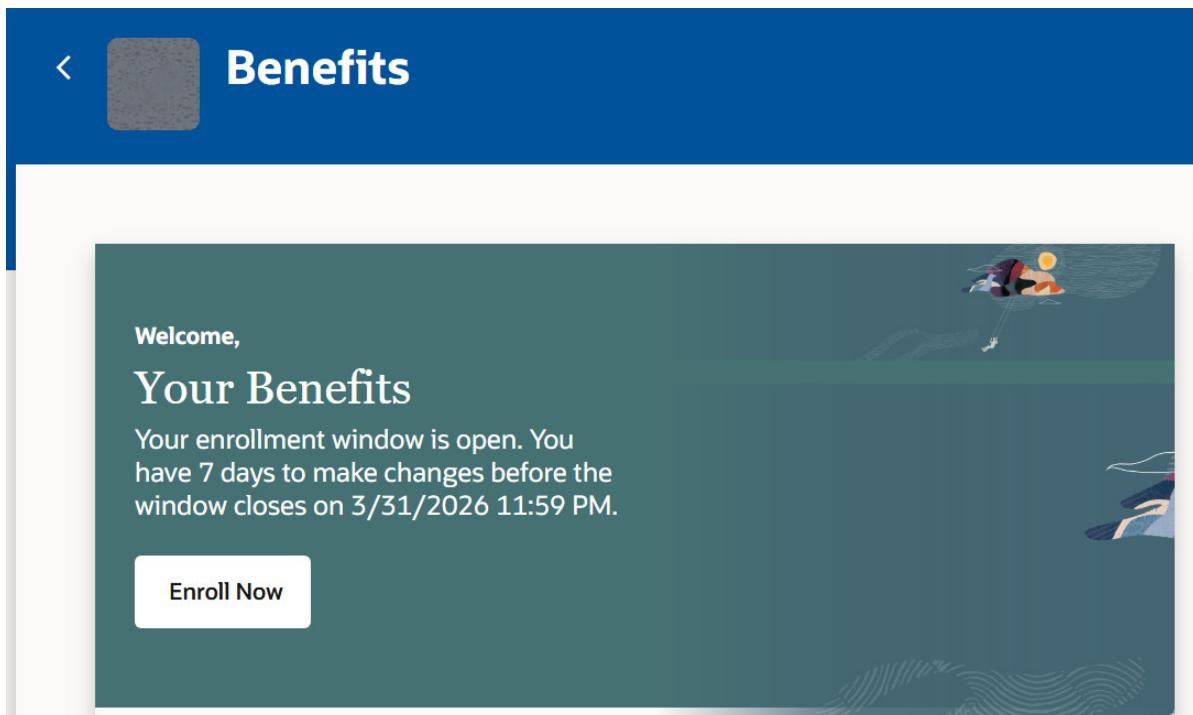 Benefits
Welcome,
Your Benefits
Your enrollment window is open. You
have 7 days to make changes before the
window closes on 3/31/2026 11:59 PM.
Enroll Now